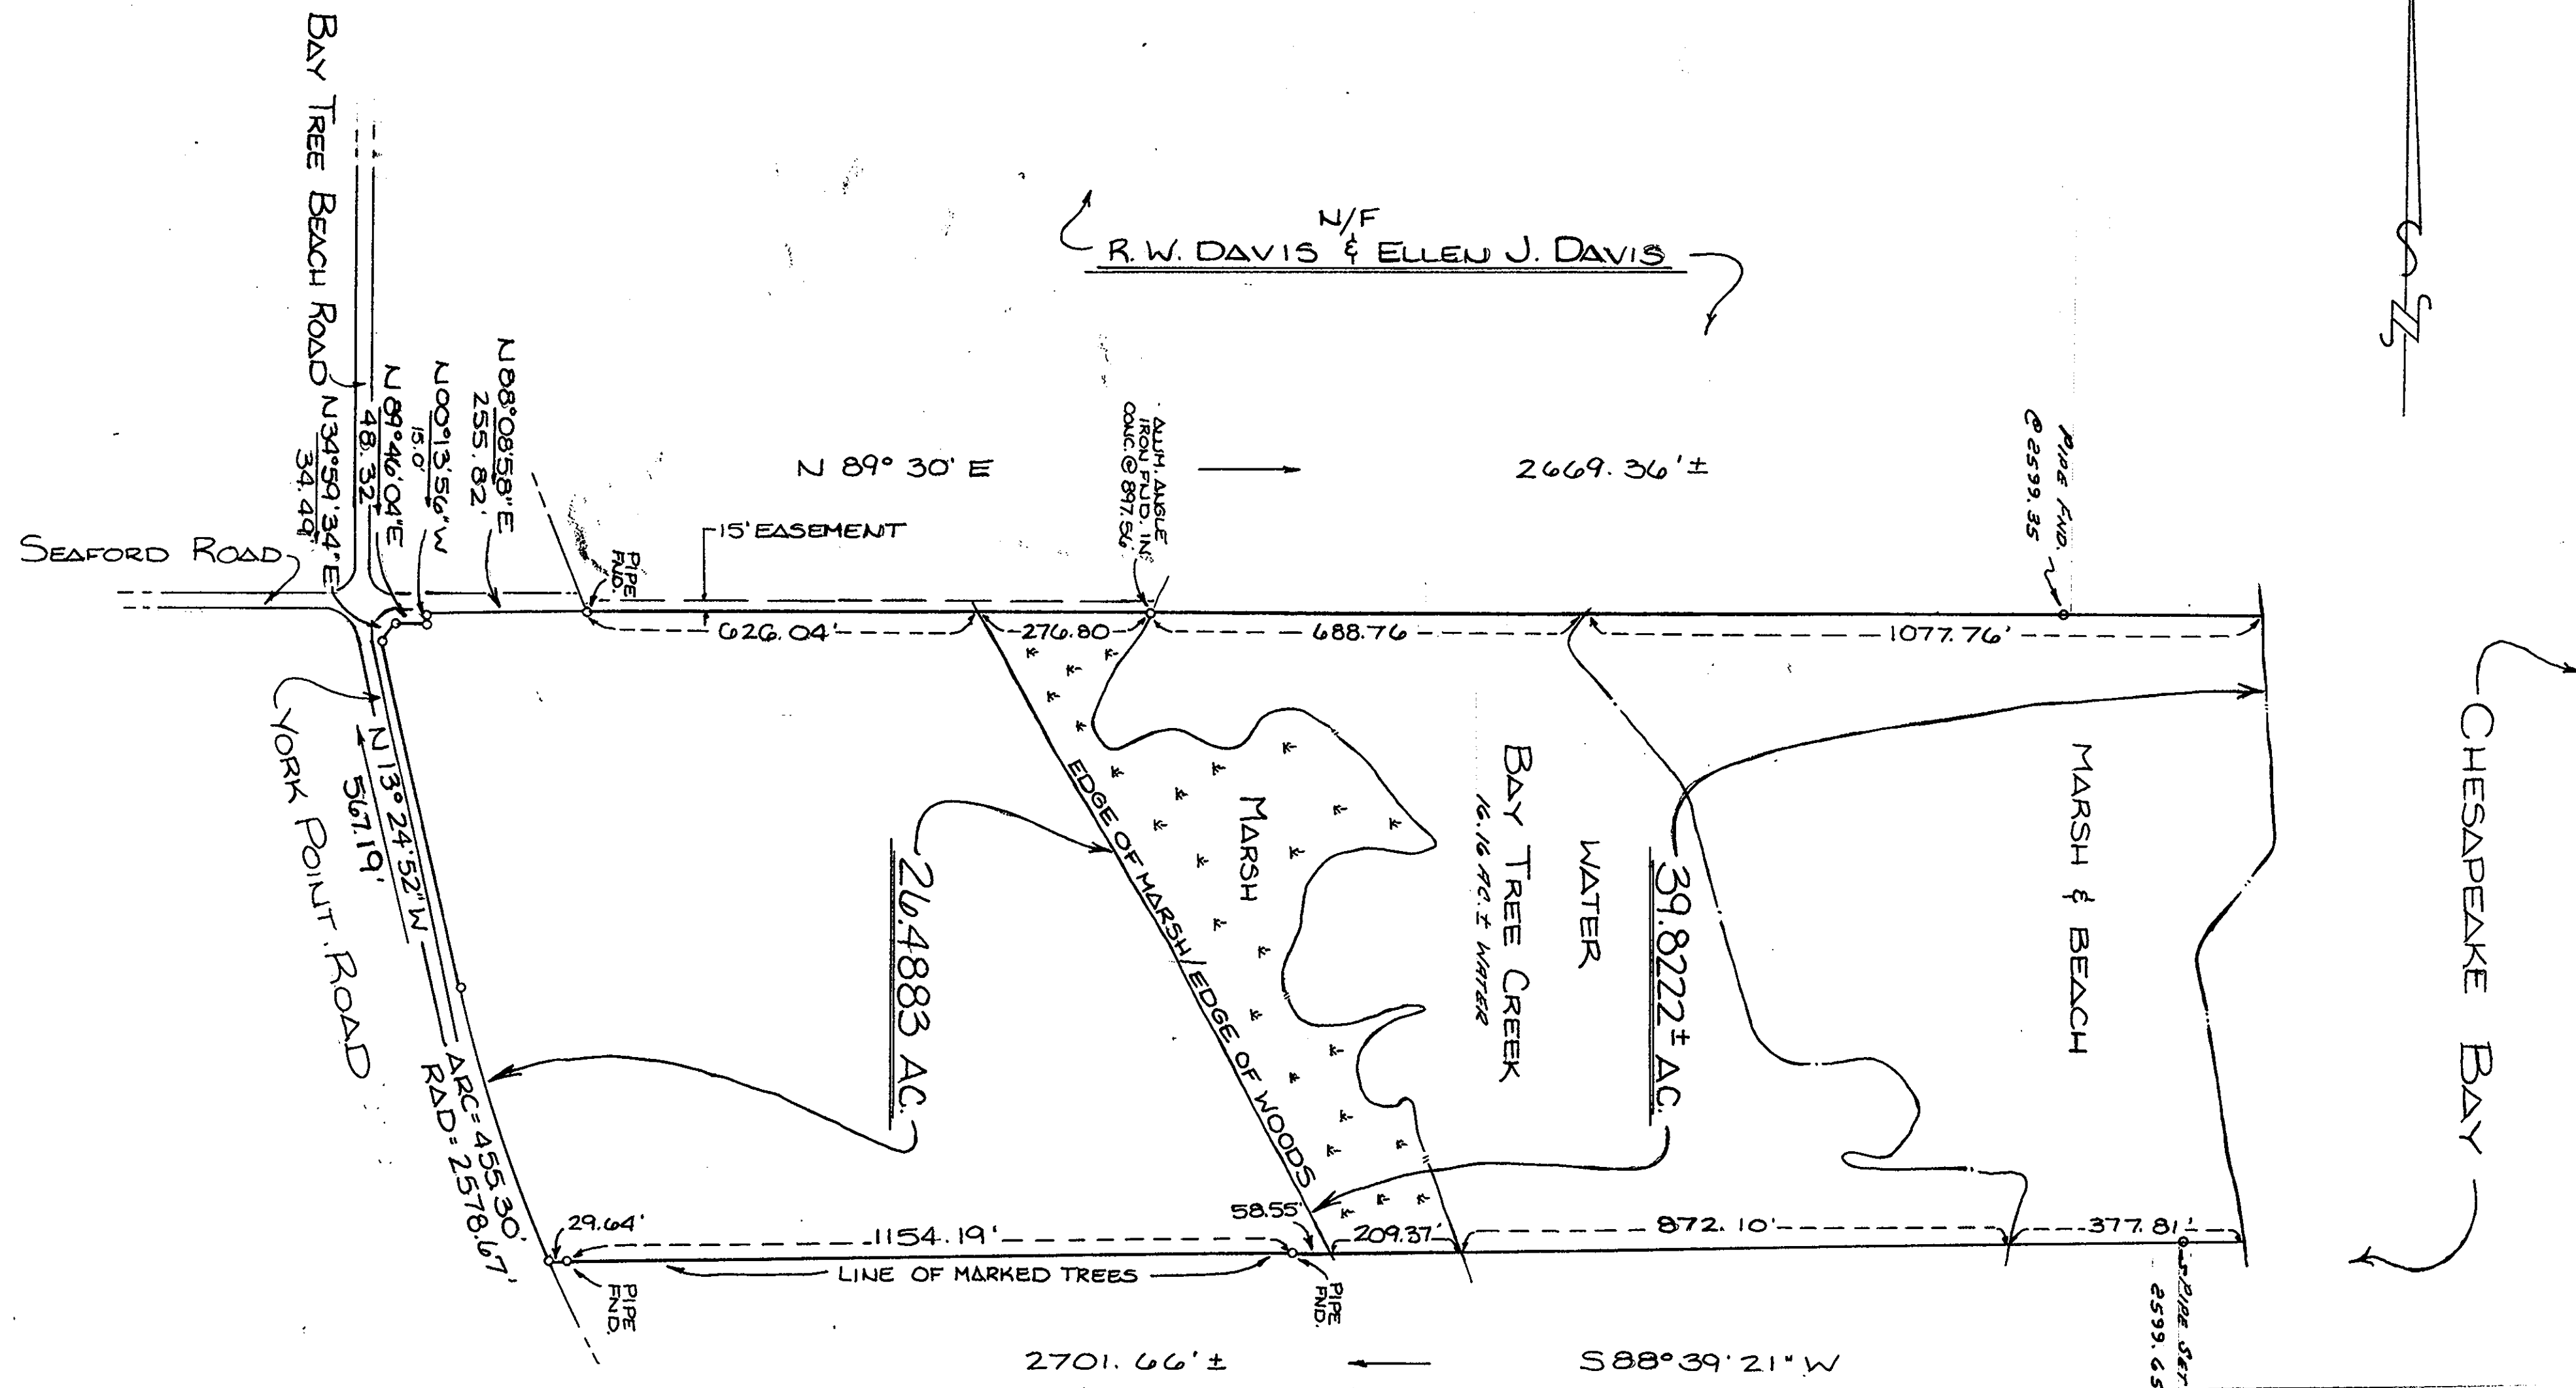 BAY TREE BEACH ROAD
N/F
R. W. DAVIS & ELLEN J. DAVIS
N 34° 59' 34" E
34.49'
N 89° 46' 04" E
48.32'
N 00° 13' 56" W
15.0'
N 88° 08' 58" E
255.82'
N 89° 30' E
2669.36' ±
ALUM. ANGLE
IRON FND. IN
CONC. @ 897.56'
PIPE FND.
@ 2599.35
SEAFORD ROAD
15' EASEMENT
PIPE
FND.
626.04'
276.80
688.76
1077.76'
YORK POINT ROAD
N 13° 24' 52" W
567.19'
ARC = 455.30'
RAD = 2578.67'
26.4883 AC.
EDGE OF MARSH/EDGE OF WOODS
MARSH
BAY TREE CREEK
16.16 AC. ± WATER
WATER
39.8222± AC.
MARSH & BEACH
CHESAPEAKE BAY
29.64'
1154.19'
58.55'
209.37'
872.10'
377.81'
LINE OF MARKED TREES
PIPE
FND.
PIPE
FND.
PIPE SET
2599.65
2701.66' ±
S 88° 39' 21" W